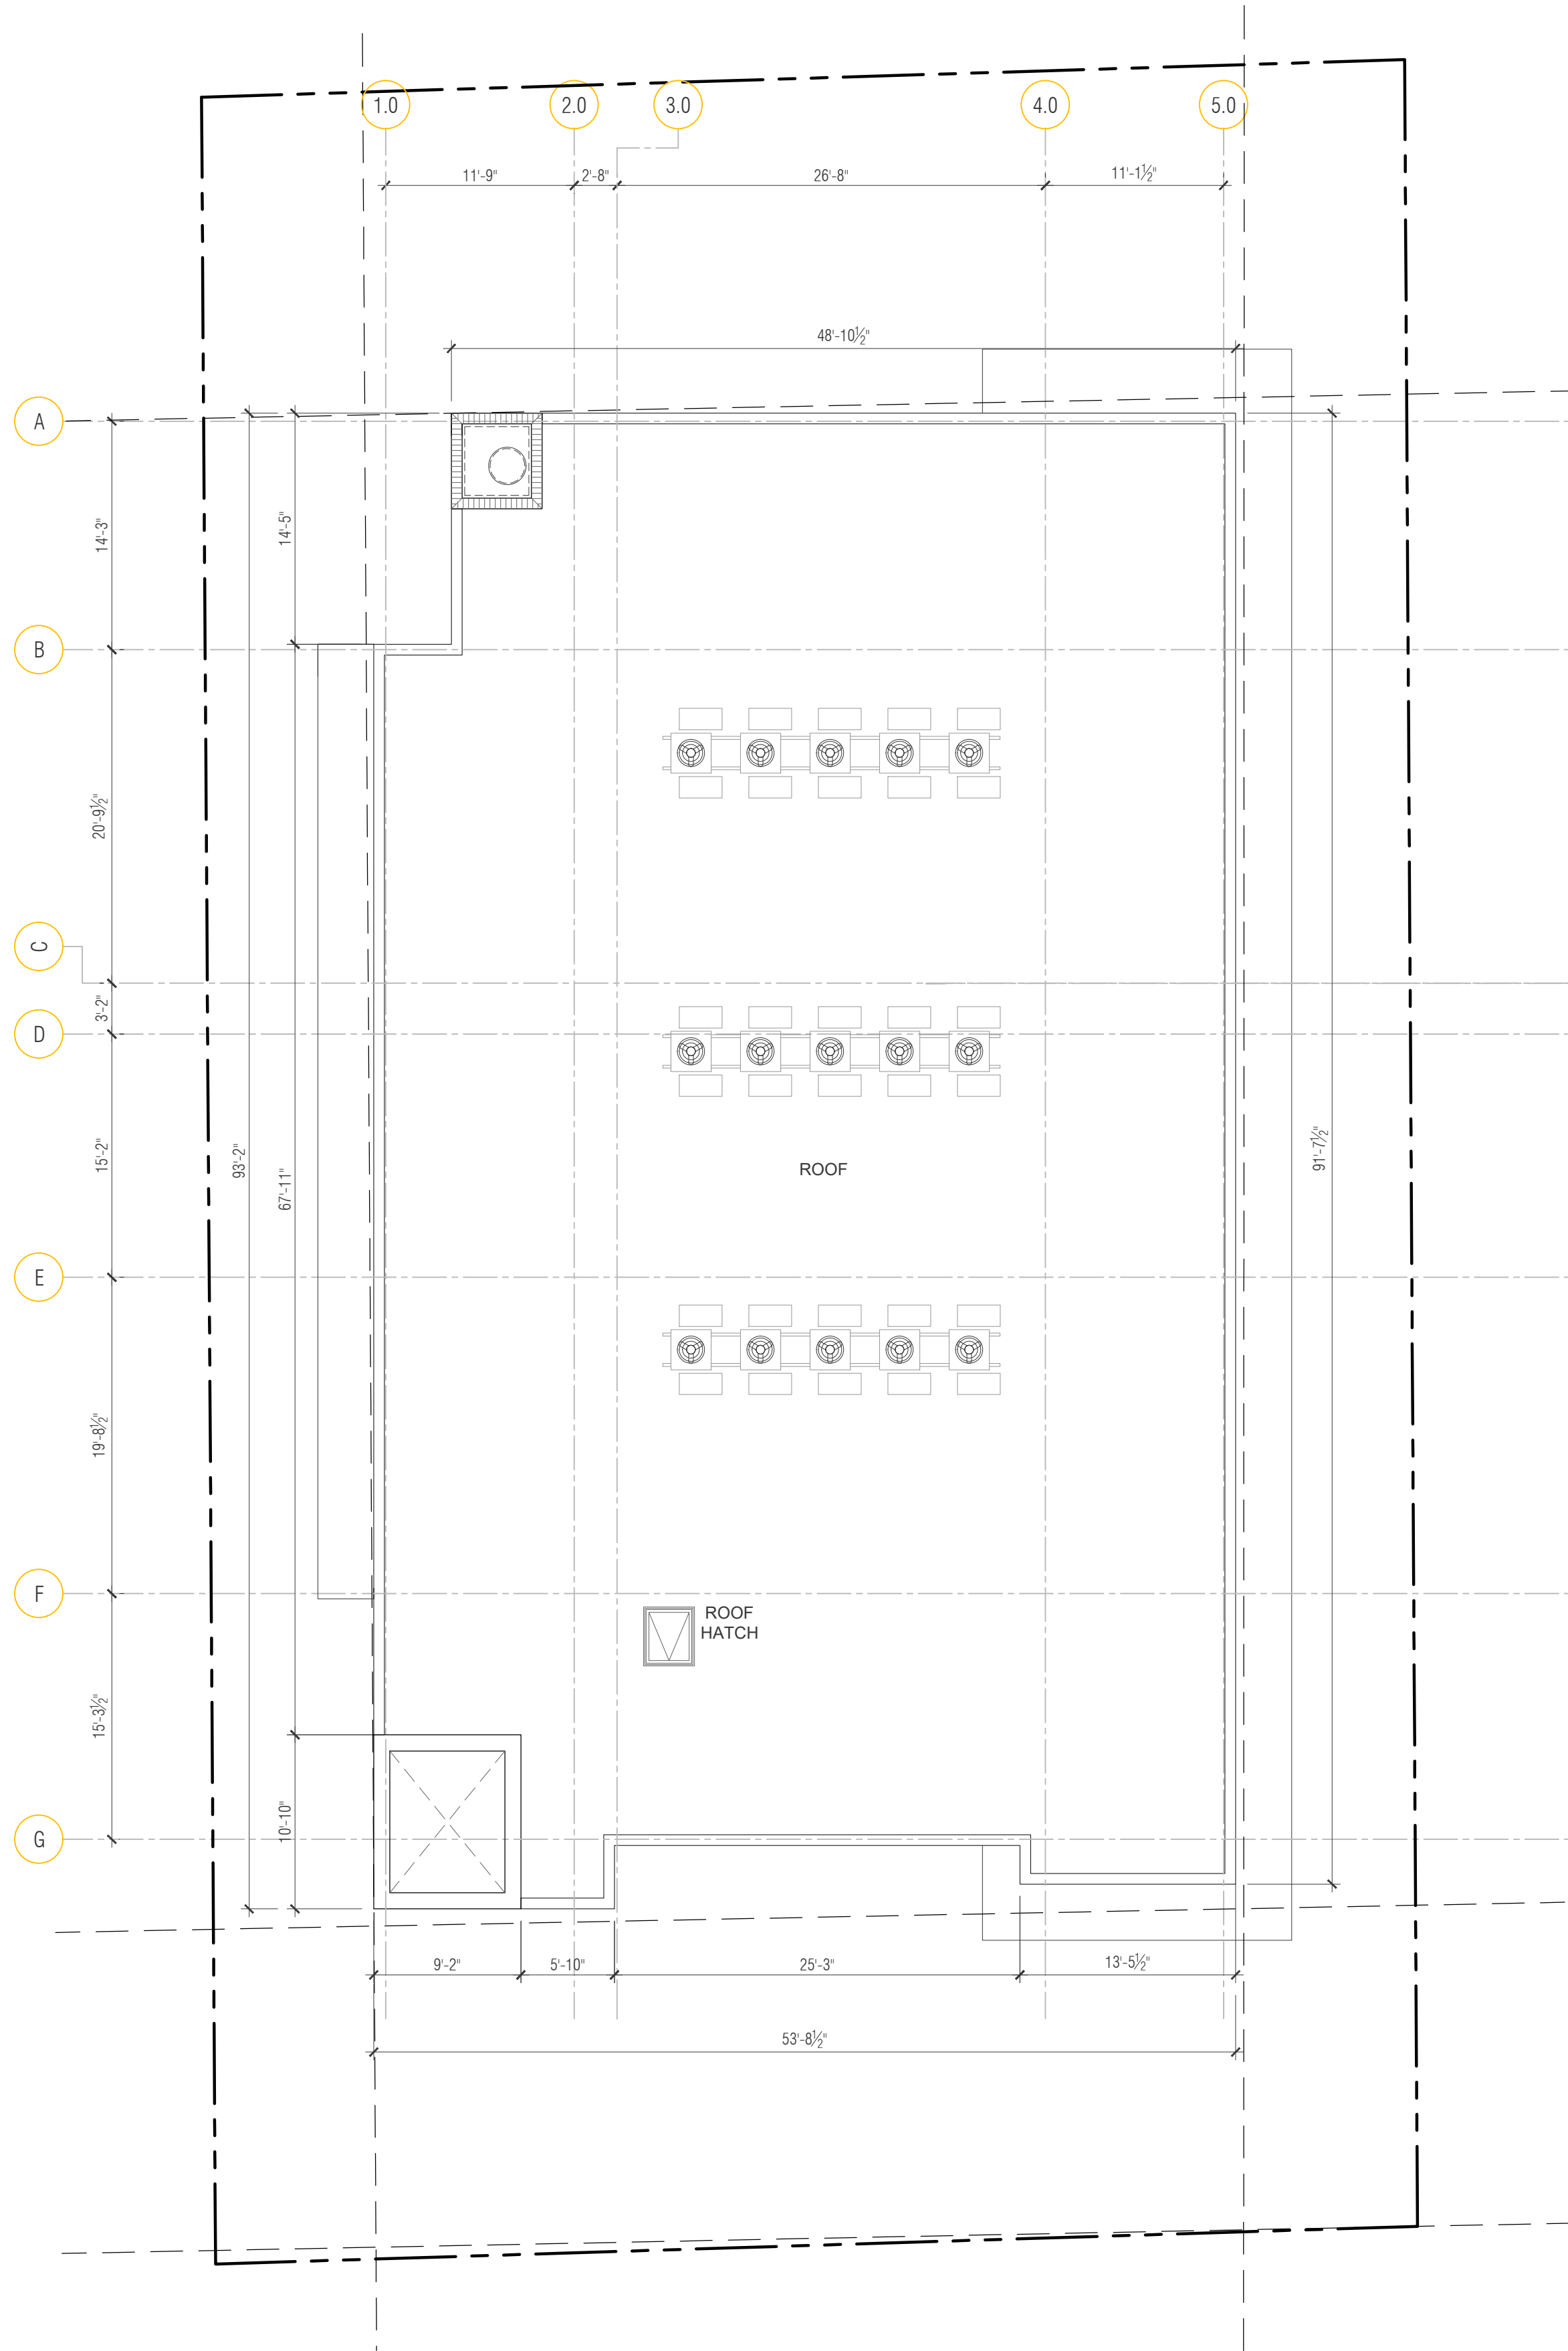 1.0 2.0 3.0 4.0 5.0
11'-9" 2'-8" 26'-8" 11'-1½"
48'-10½"
A
14'-3"
14'-5"
B
20'-9½"
C
3'-2"
D
15'-2"
93'-2"
67'-11"
91'-7½"
ROOF
E
19'-8½"
F
ROOF
HATCH
15'-3½"
10'-10"
G
9'-2" 5'-10" 25'-3" 13'-5½"
53'-8½"